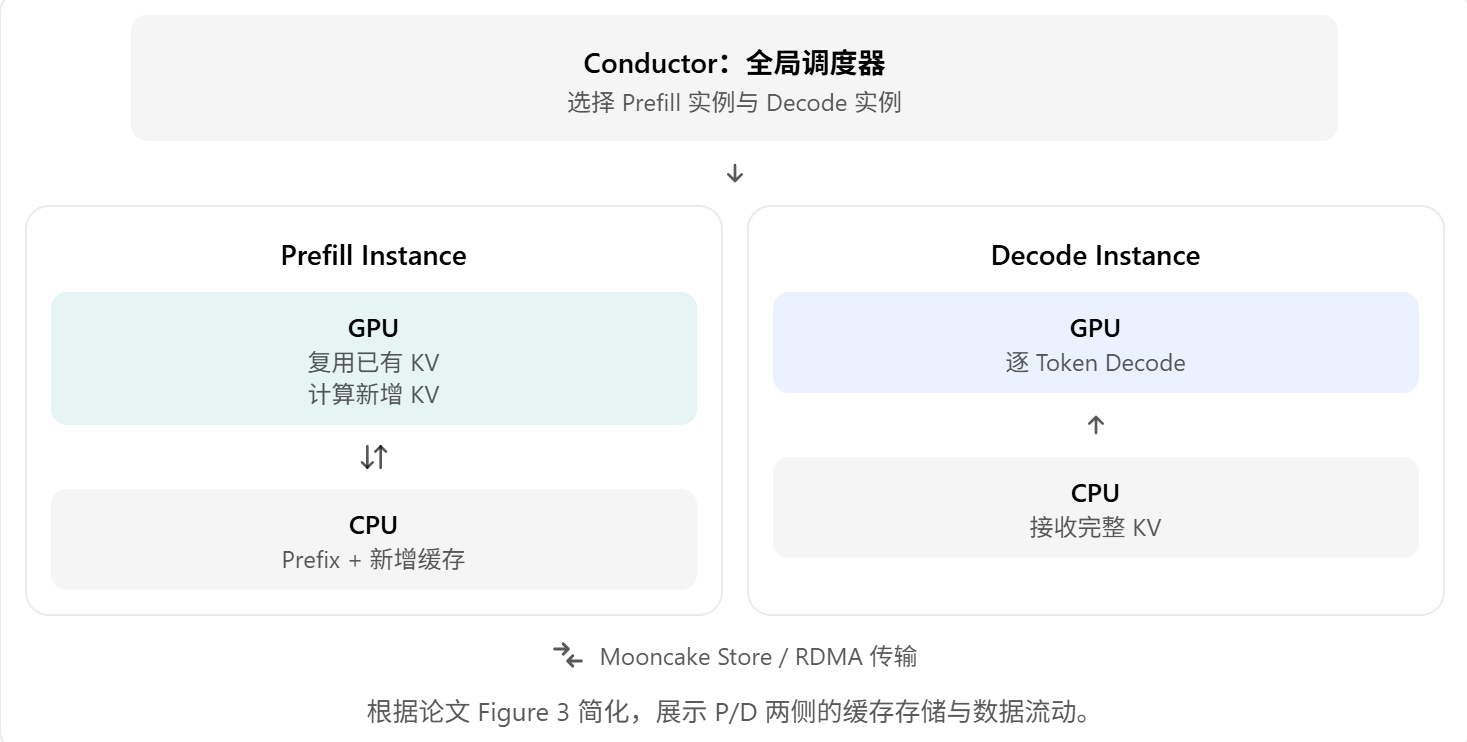 Conductor：全局调度器
选择 Prefill 实例与 Decode 实例
Prefill Instance
GPU
复用已有 KV
计算新增 KV
CPU
Prefix + 新增缓存
Decode Instance
GPU
逐 Token Decode
CPU
接收完整 KV
Mooncake Store / RDMA 传输
根据论文 Figure 3 简化，展示 P/D 两侧的缓存存储与数据流动。